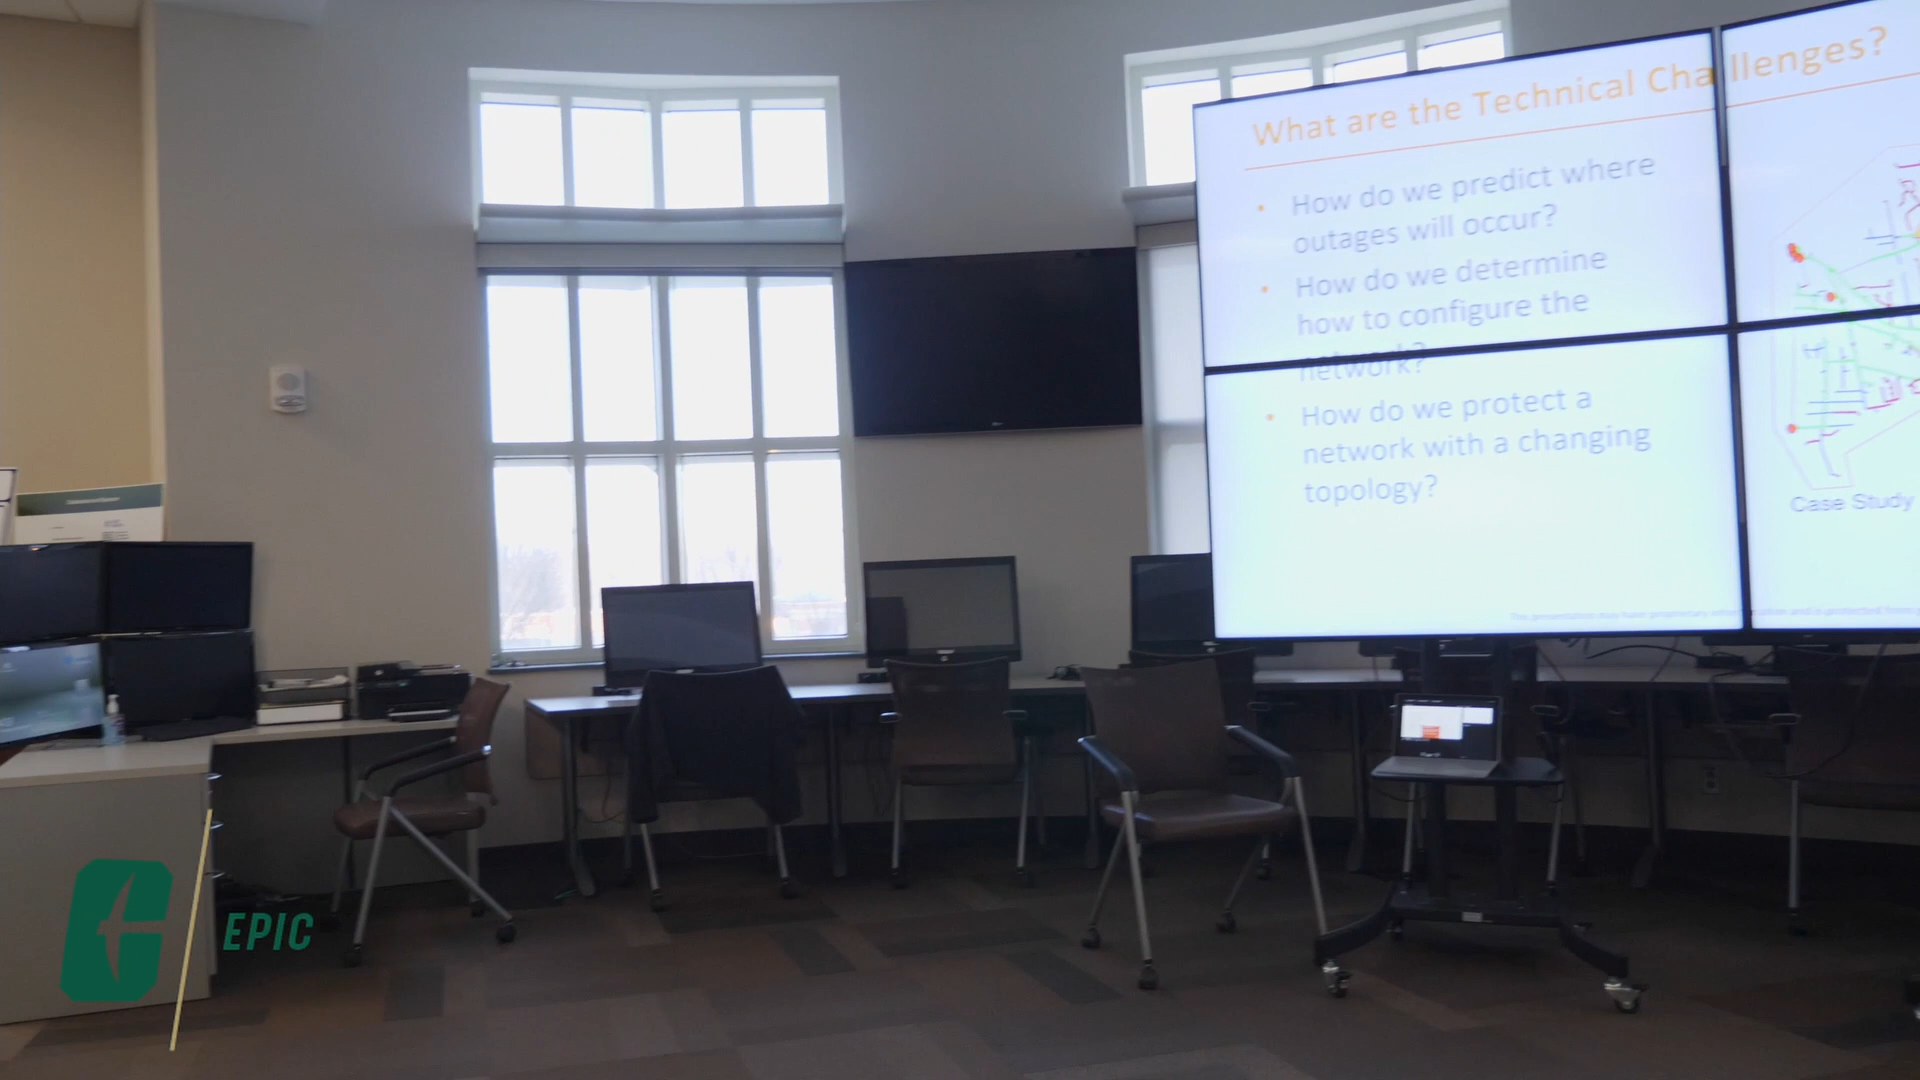 What are the Technical Challenges?
• How do we predict where
outages will occur?
• How do we determine
how to configure the
network?
• How do we protect a
network with a changing
topology?
Case Study
EPIC